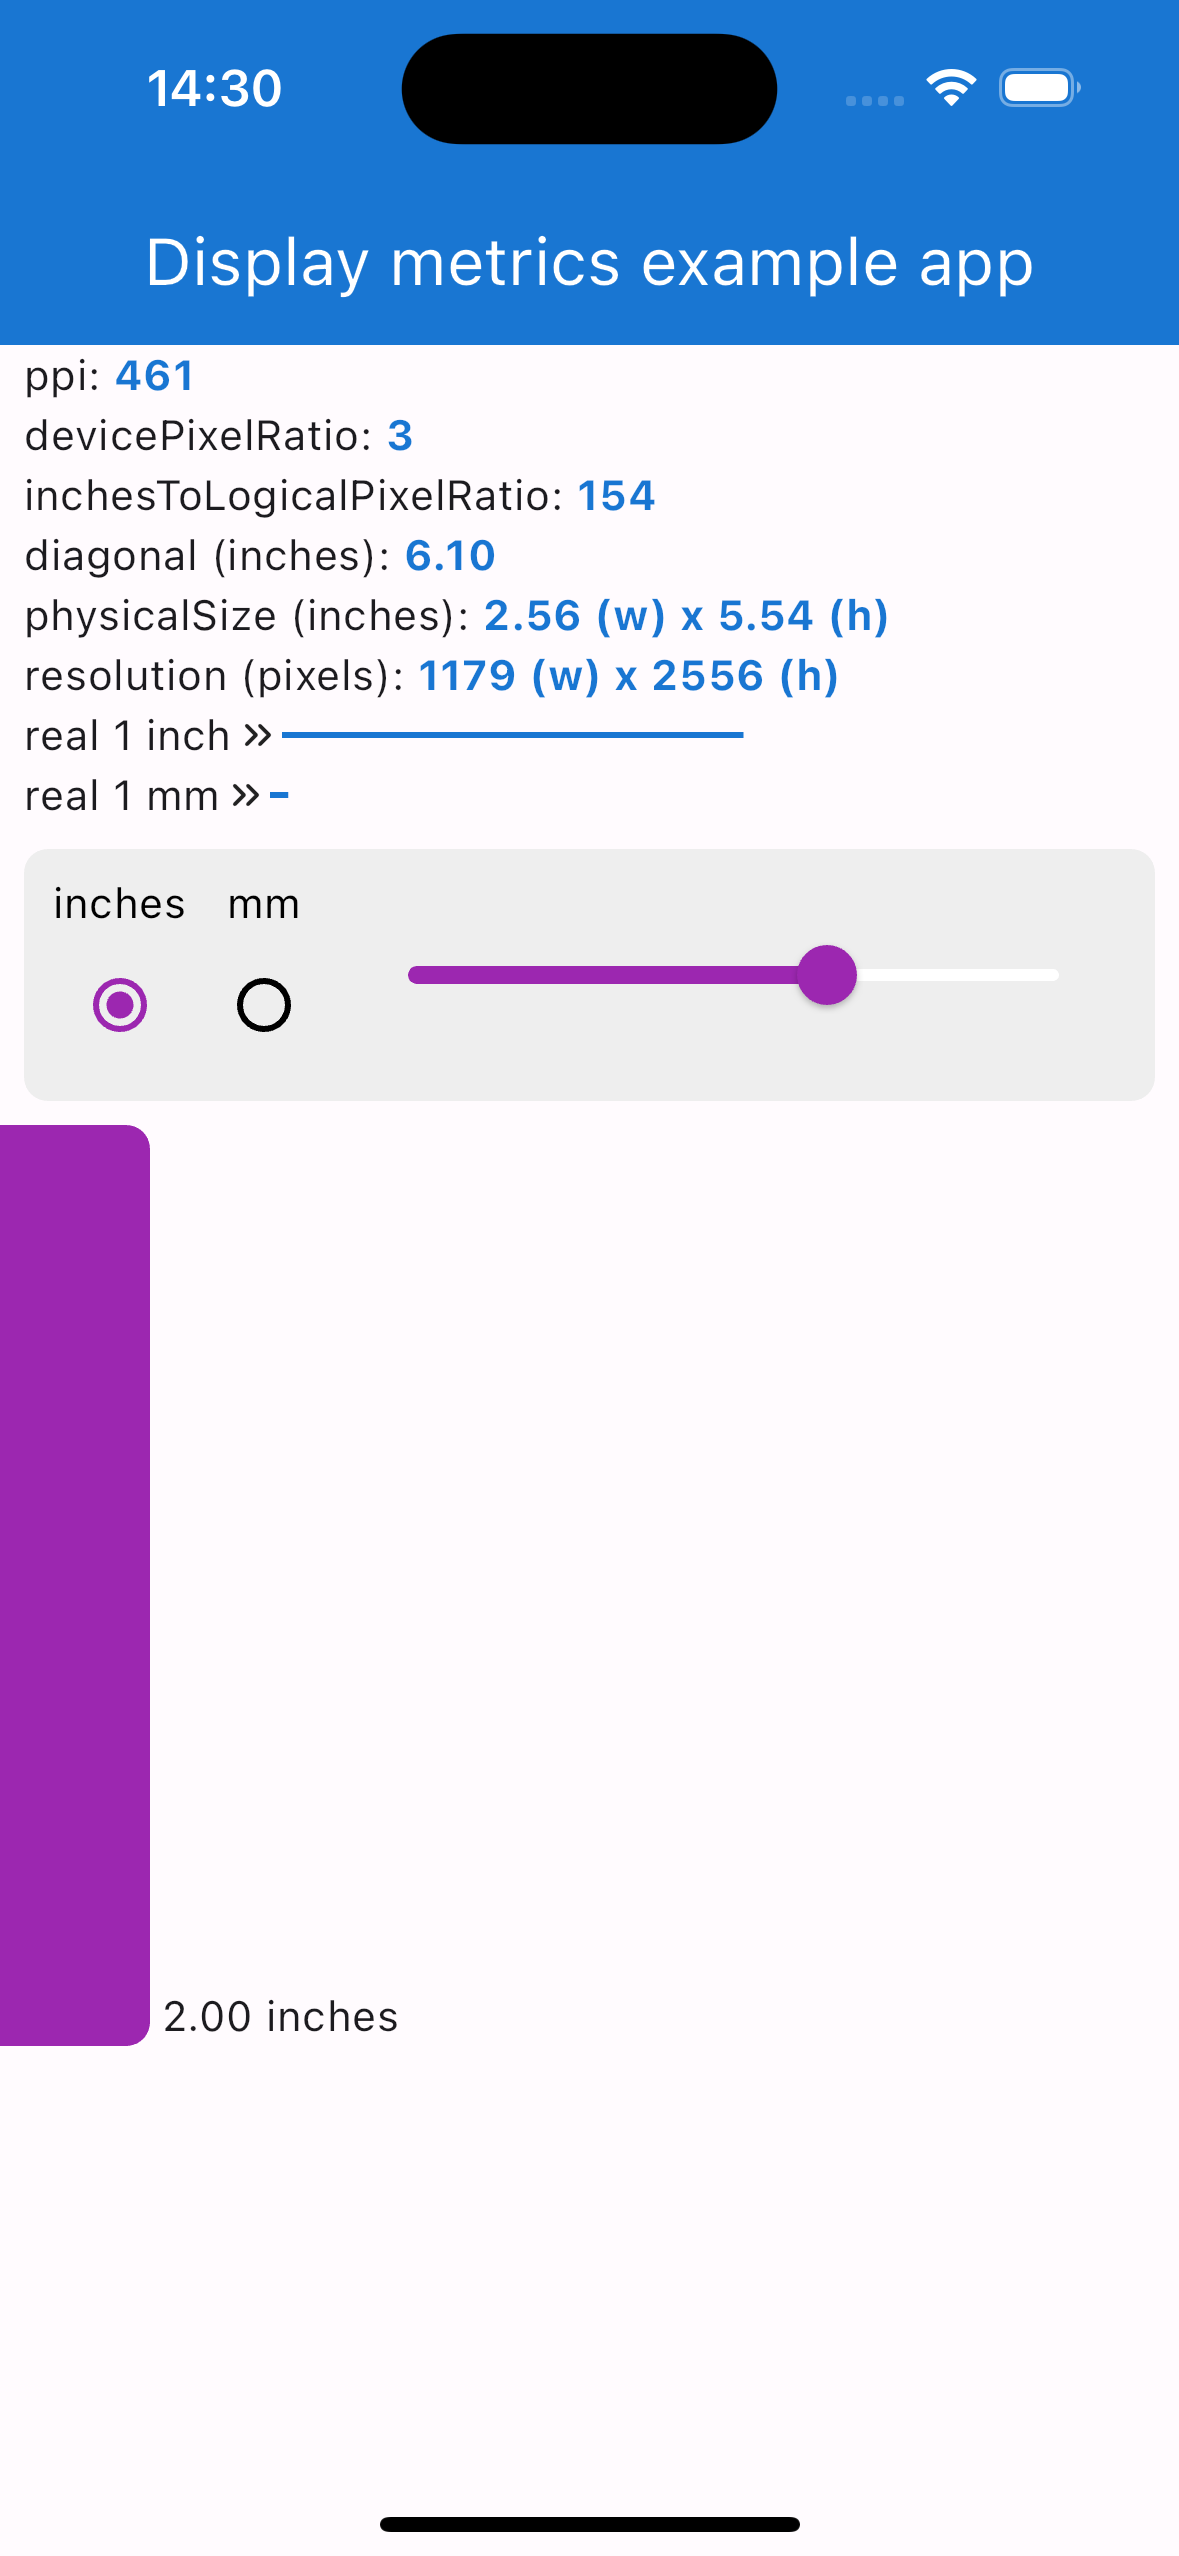 14:30
Display metrics example app
ppi: 461
devicePixelRatio: 3
inchesToLogicalPixelRatio: 154
diagonal (inches): 6.10
physicalSize (inches): 2.56 (w) x 5.54 (h)
resolution (pixels): 1179 (w) x 2556 (h)
real 1 inch »
real 1 mm »
inches mm
2.00 inches